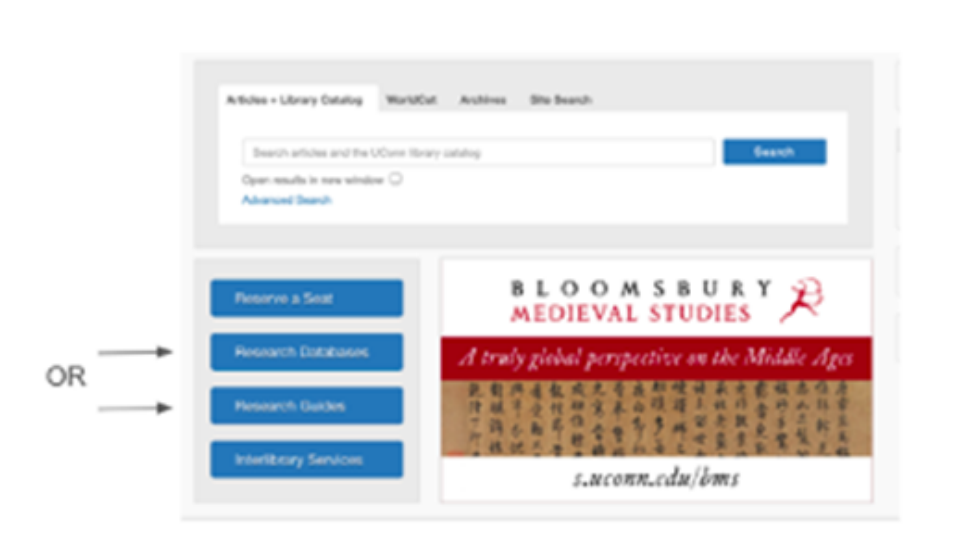 Articles + Library Catalog
WorldCat
Archives
Site Search
Search articles and the UConn library catalog
Search
Open results in new window
Advanced Search
Reserve a Seat
Research Databases
Research Guides
Interlibrary Services
OR
BLOOMSBURY
MEDIEVAL STUDIES
A truly global perspective on the Middle Ages
s.uconn.edu/bms